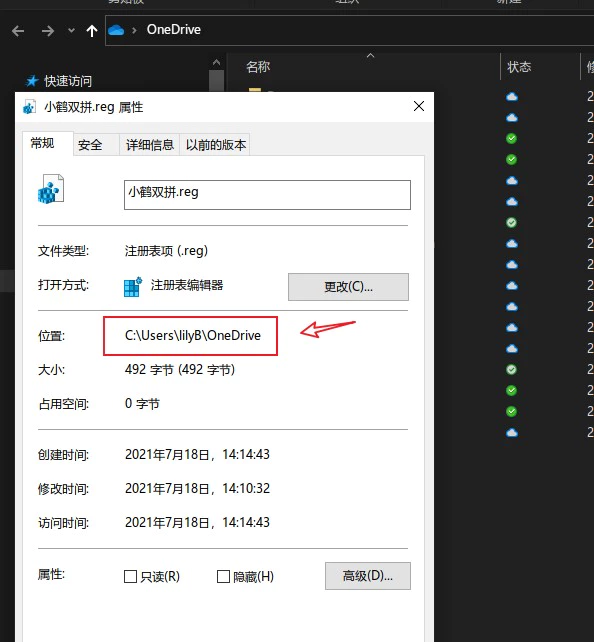 剪贴板 组织 新建
OneDrive
快速访问
名称
状态
小鹤双拼.reg 属性
常规
安全
详细信息
以前的版本
小鹤双拼.reg
文件类型:
注册表项 (.reg)
打开方式:
注册表编辑器
更改(C)...
位置:
C:\Users\lilyB\OneDrive
大小:
492 字节 (492 字节)
占用空间:
0 字节
创建时间:
2021年7月18日，14:14:43
修改时间:
2021年7月18日，14:10:32
访问时间:
2021年7月18日，14:14:43
属性:
只读(R)
隐藏(H)
高级(D)...